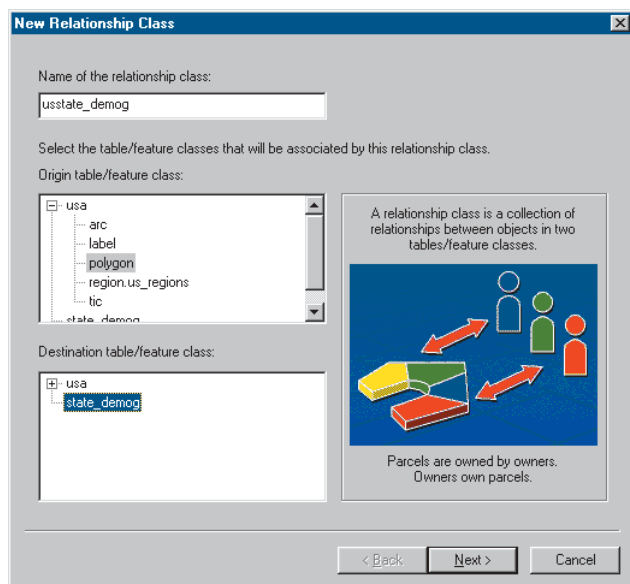 New Relationship Class
Name of the relationship class:
usstate_demog
Select the table/feature classes that will be associated by this relationship class.
Origin table/feature class:
usa
arc
label
polygon
region.us_regions
tic
state_demog
Destination table/feature class:
usa
state_demog
A relationship class is a collection of
relationships between objects in two
tables/feature classes.
Parcels are owned by owners.
Owners own parcels.
< Back
Next >
Cancel